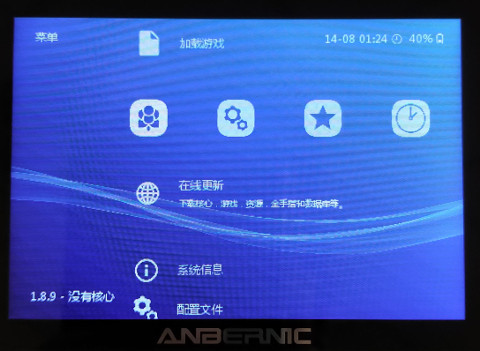 菜单
加载游戏
14-08 01:24 40%
在线更新
下载核心，游戏，资源，全手居和数据库等。
系统信息
1.8.9 - 没有核心
配置文件
ANBERNIC